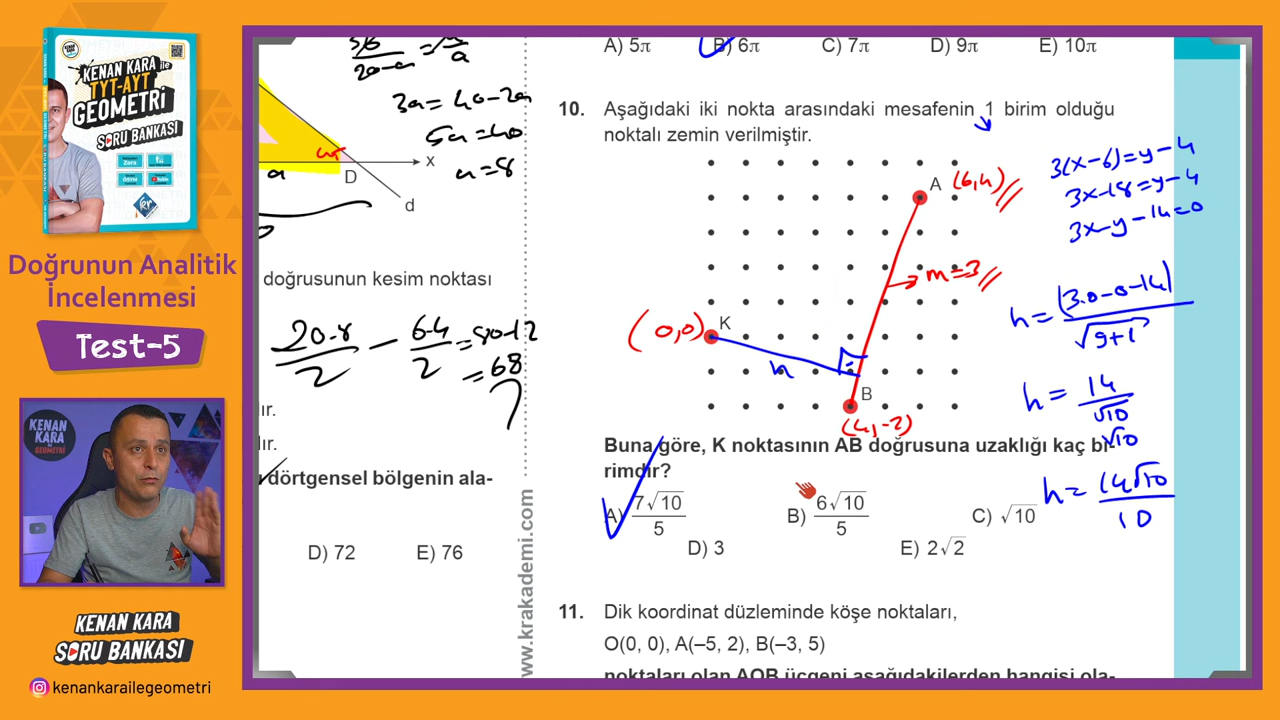 KENAN KARA ile
TYT-AYT
GEOMETRİ
SORU BANKASI
Doğrunun Analitik
İncelenmesi
Test-5
KENAN
KARA
GEOMETRİ
KENAN KARA
SORU BANKASI
kenankarailegeometri
3a = 40 - 2a
5a = 40
a = 8
x
a
D
d
doğrusunun kesim noktası
20.8/2 - 6.4/2 = 80-12
= 68
ır.
dır.
dörtgensel bölgenin ala-
D) 72 E) 76
www.krakademi.com
A) 5π B) 6π C) 7π D) 9π E) 10π
10. Aşağıdaki iki nokta arasındaki mesafenin 1 birim olduğu
noktalı zemin verilmiştir.
A (6,4)
m=3
(0,0) K
h
B
(4,-2)
3(x-6)=y-4
3x-18=y-4
3x-y-14=0
h = |3.0-0-14| / √9+1
h = 14/√10
√10
h = 14√10/10
Buna göre, K noktasının AB doğrusuna uzaklığı kaç bi-
rimdir?
A) 7√10/5 B) 6√10/5 C) √10
D) 3 E) 2√2
11. Dik koordinat düzleminde köşe noktaları,
O(0, 0), A(–5, 2), B(–3, 5)
noktaları olan AOB üçgeni aşağıdakilerden hangisi ola-